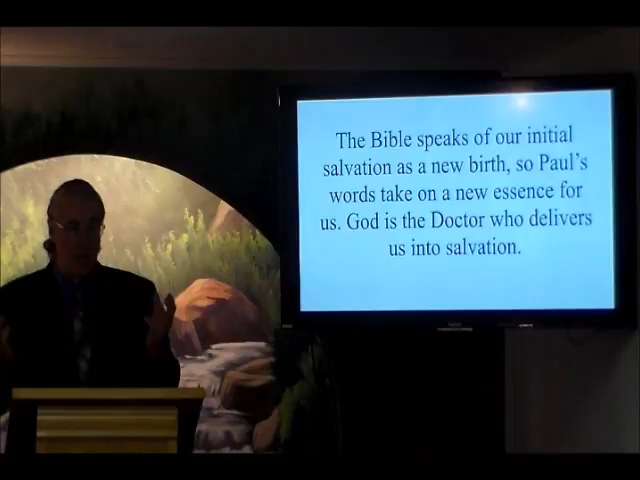 The Bible speaks of our initial
salvation as a new birth, so Paul's
words take on a new essence for
us. God is the Doctor who delivers
us into salvation.